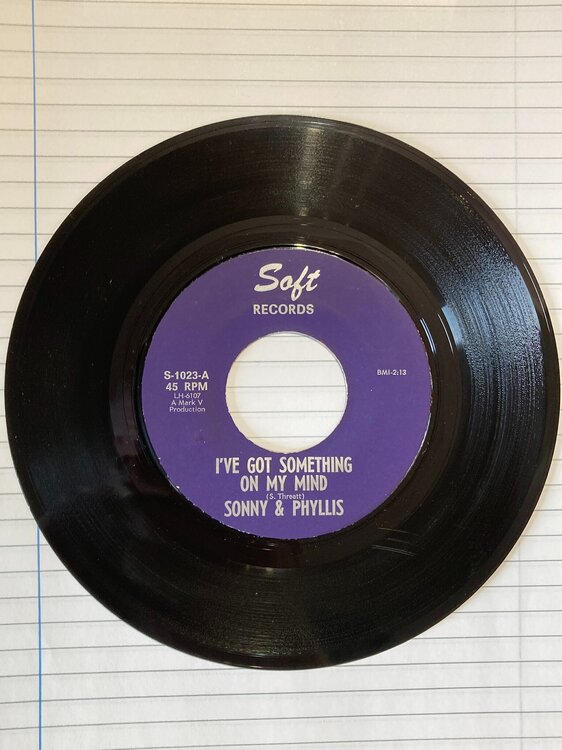 Soft
RECORDS
S-1023-A
45 RPM
LH-6107
A Mark V
Production
BMI-2:13
I'VE GOT SOMETHING
ON MY MIND
(S. Threatt)
SONNY & PHYLLIS